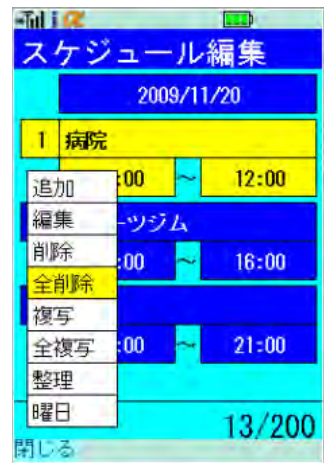 スケジュール編集
2009/11/20
1 病院
:00 ~ 12:00
追加
編集
-ツジム
削除
:00 ~ 16:00
全削除
複写
全複写
:00 ~ 21:00
整理
曜日
13/200
閉じる